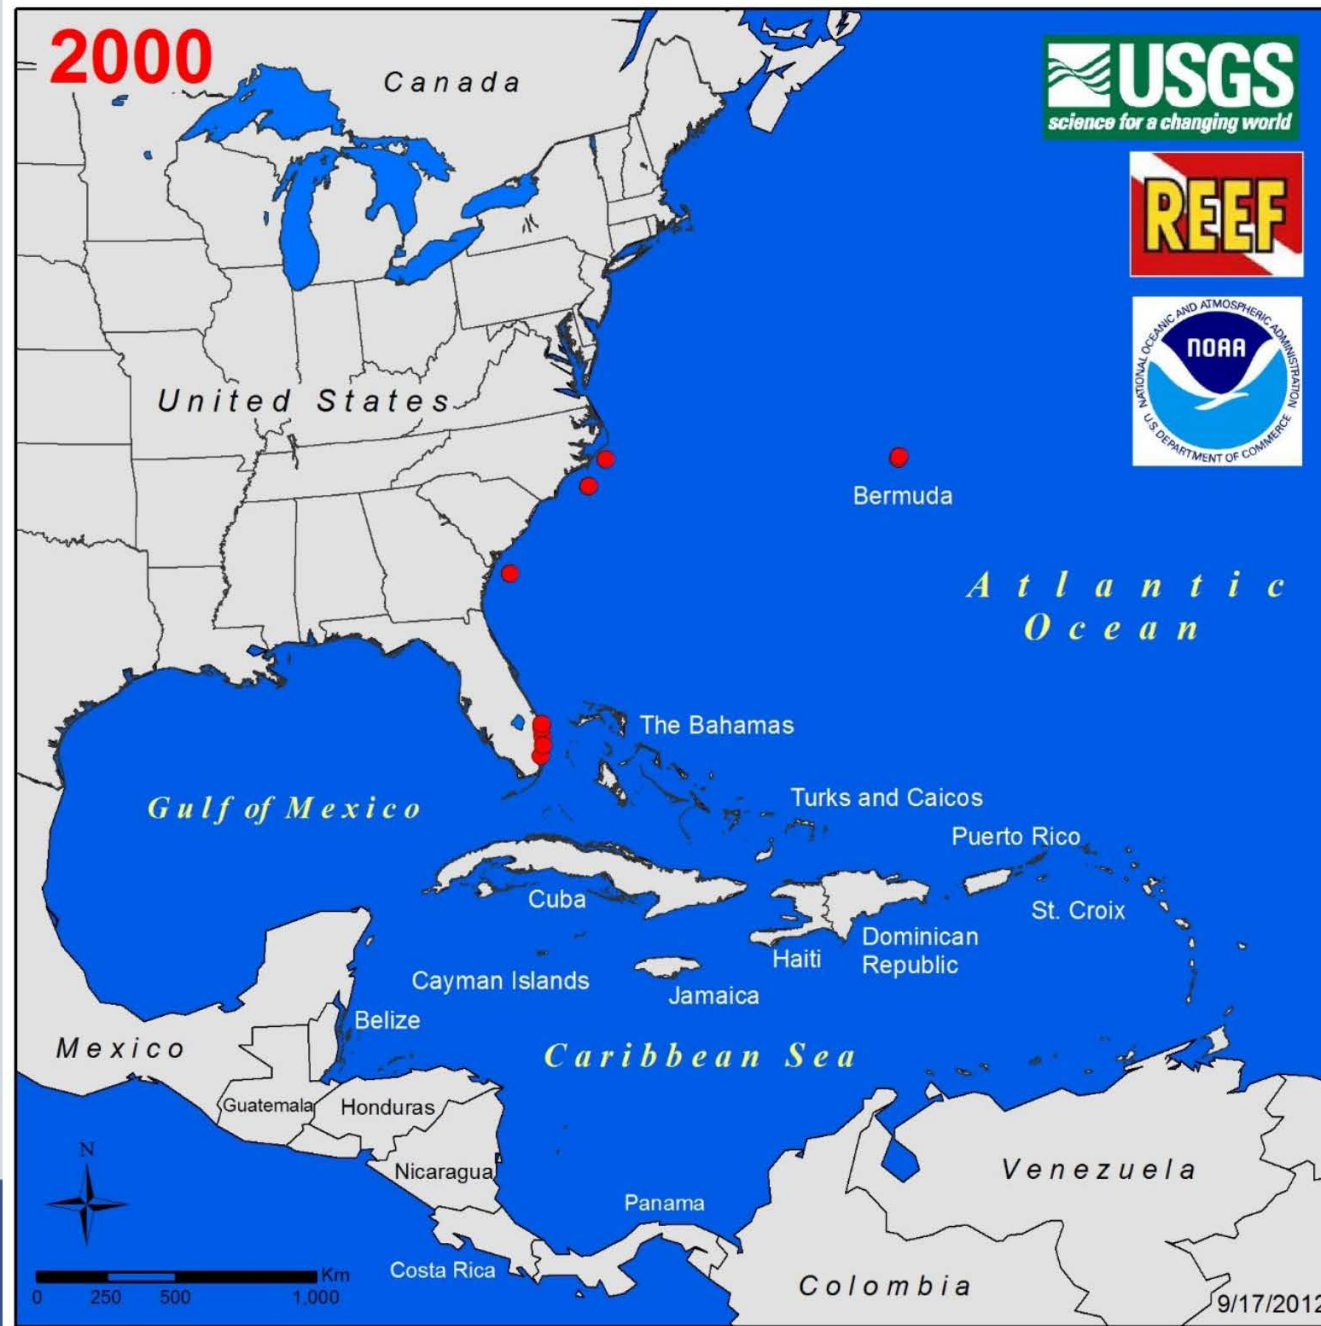 2000
Canada
USGS
science for a changing world
REEF
NATIONAL OCEANIC AND ATMOSPHERIC ADMINISTRATION
NOAA
U.S. DEPARTMENT OF COMMERCE
United States
Bermuda
Atlantic
Ocean
The Bahamas
Gulf of Mexico
Turks and Caicos
Puerto Rico
Cuba
St. Croix
Haiti
Dominican
Republic
Cayman Islands
Jamaica
Belize
Mexico
Caribbean Sea
Guatemala
Honduras
N
Nicaragua
Venezuela
Panama
Costa Rica
Km
0 250 500 1,000
Colombia
9/17/2012